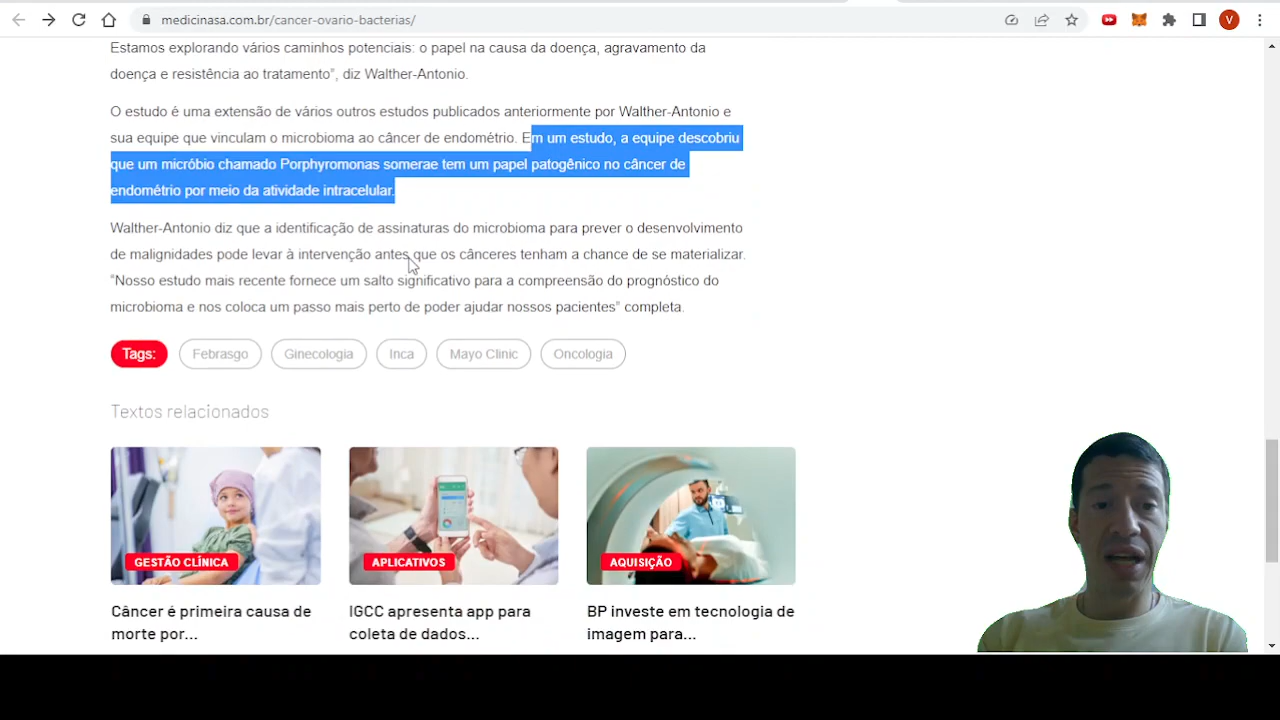 medicinasa.com.br/cancer-ovario-bacterias/
V
Estamos explorando vários caminhos potenciais: o papel na causa da doença, agravamento da
doença e resistência ao tratamento”, diz Walther-Antonio.
O estudo é uma extensão de vários outros estudos publicados anteriormente por Walther-Antonio e
sua equipe que vinculam o microbioma ao câncer de endométrio. Em um estudo, a equipe descobriu
que um micróbio chamado Porphyromonas somerae tem um papel patogênico no câncer de
endométrio por meio da atividade intracelular.
Walther-Antonio diz que a identificação de assinaturas do microbioma para prever o desenvolvimento
de malignidades pode levar à intervenção antes que os cânceres tenham a chance de se materializar.
“Nosso estudo mais recente fornece um salto significativo para a compreensão do prognóstico do
microbioma e nos coloca um passo mais perto de poder ajudar nossos pacientes” completa.
Tags: Febrasgo Ginecologia Inca Mayo Clinic Oncologia
Textos relacionados
GESTÃO CLÍNICA
APLICATIVOS
AQUISIÇÃO
Câncer é primeira causa de
morte por...
IGCC apresenta app para
coleta de dados...
BP investe em tecnologia de
imagem para...